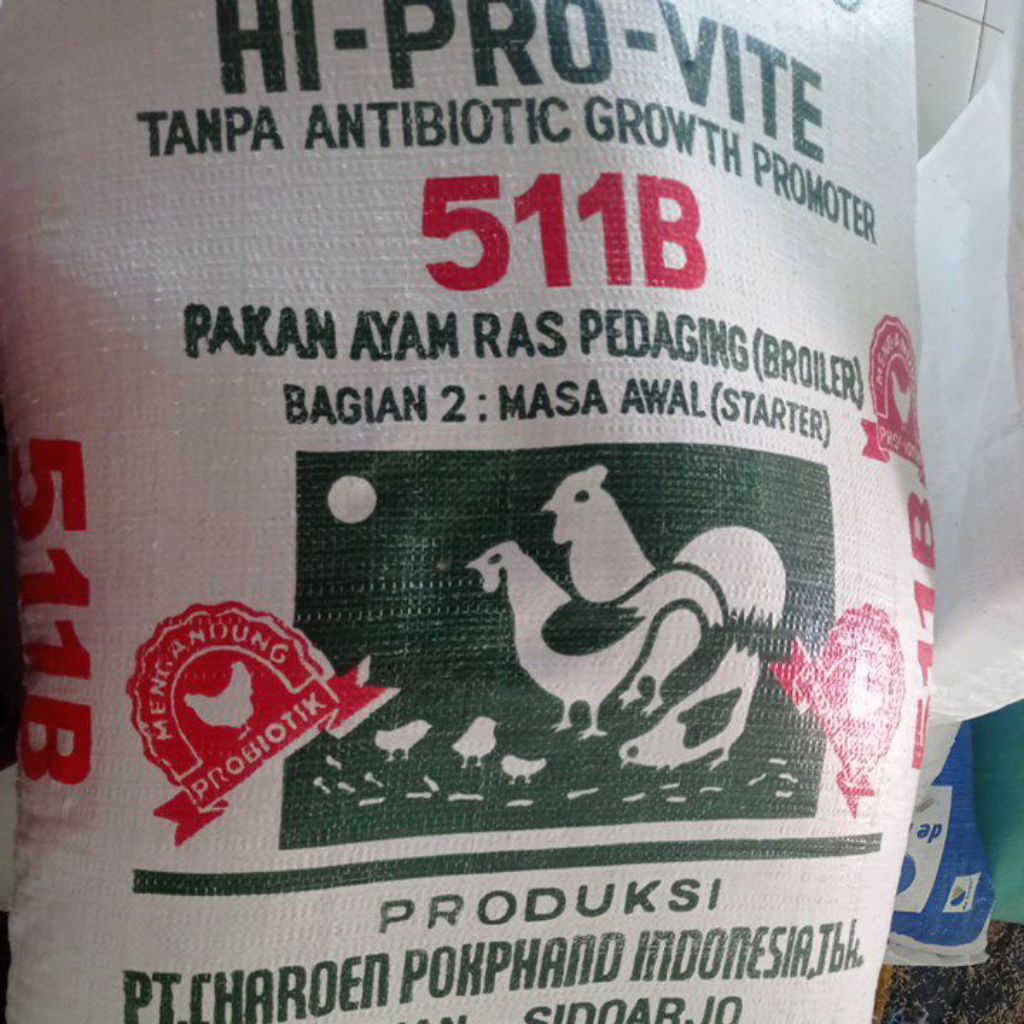 HI-PRO-VITE
TANPA ANTIBIOTIC GROWTH PROMOTER
511B
PAKAN AYAM RAS PEDAGING (BROILER)
BAGIAN 2 : MASA AWAL (STARTER)
511B
MENGANDUNG
PROBIOTIK
511B
PRODUKSI
PT. CHAROEN POKPHAND INDONESIA, Tbk.
SIDOARJO